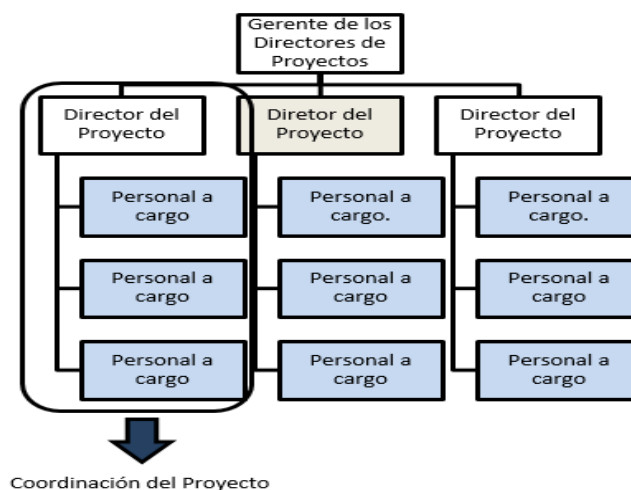 Gerente de los
Directores de
Proyectos
Director del
Proyecto
Diretor del
Proyecto
Director del
Proyecto
Personal a
cargo
Personal a
cargo.
Personal a
cargo.
Personal a
cargo
Personal a
cargo
Personal a
cargo
Personal a
cargo
Personal a
cargo
Personal a
cargo
Coordinación del Proyecto